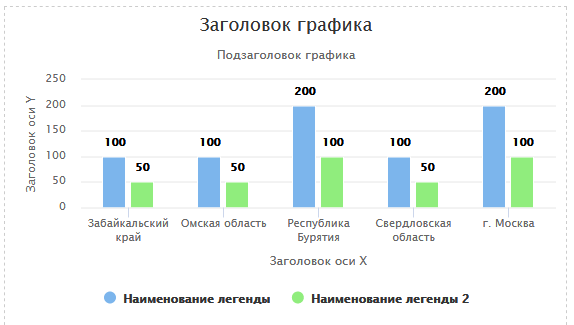 Заголовок графика
Подзаголовок графика
Заголовок оси Y
250
200
150
100
50
0
100
50
100
50
200
100
100
50
200
100
Забайкальский
край
Омская область
Республика
Бурятия
Свердловская
область
г. Москва
Заголовок оси X
Наименование легенды
Наименование легенды 2